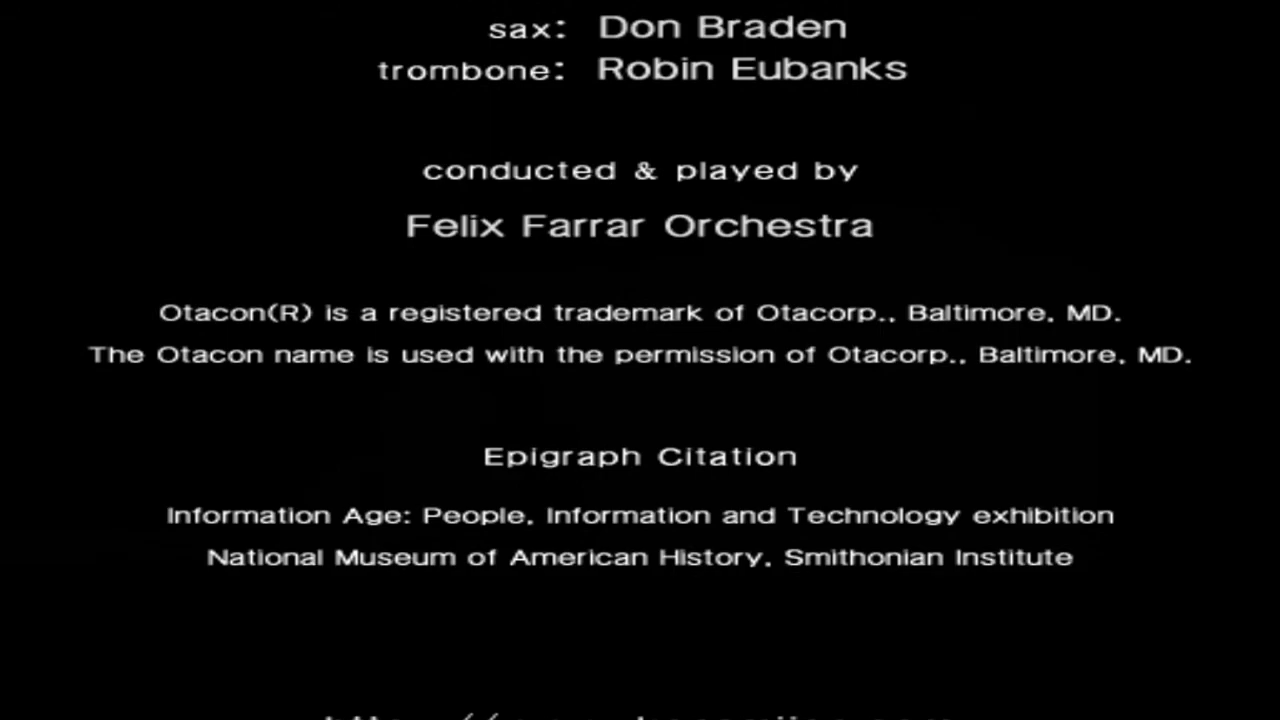 sax: Don Braden
trombone: Robin Eubanks
conducted & played by
Felix Farrar Orchestra
Otacon(R) is a registered trademark of Otacorp., Baltimore, MD.
The Otacon name is used with the permission of Otacorp., Baltimore, MD.
Epigraph Citation
Information Age: People, Information and Technology exhibition
National Museum of American History, Smithonian Institute